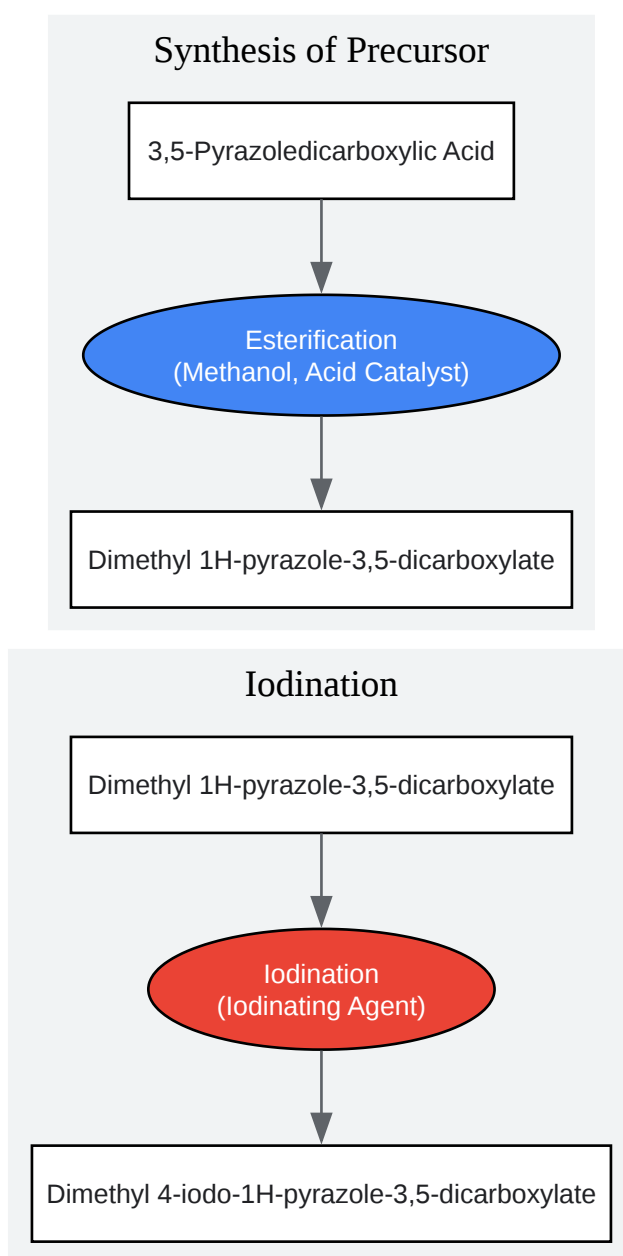 Synthesis of Precursor
3,5-Pyrazoledicarboxylic Acid
Esterification
(Methanol, Acid Catalyst)
Dimethyl 1H-pyrazole-3,5-dicarboxylate
Iodination
Dimethyl 1H-pyrazole-3,5-dicarboxylate
Iodination
(Iodinating Agent)
Dimethyl 4-iodo-1H-pyrazole-3,5-dicarboxylate